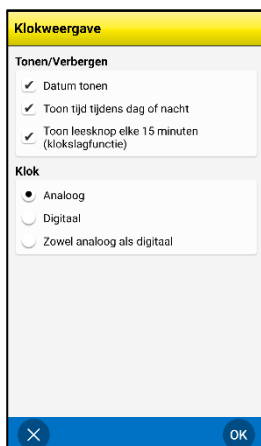 Klokweergave
Tonen/Verbergen
Datum tonen
Toon tijd tijdens dag of nacht
Toon leesknop elke 15 minuten
(klokslagfunctie)
Klok
Analoog
Digitaal
Zowel analoog als digitaal
OK